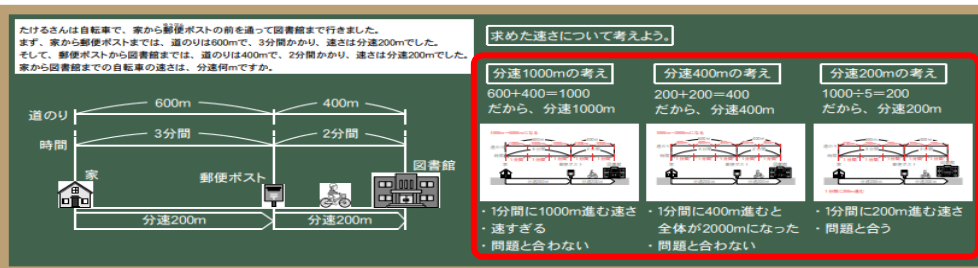 たけるさんは自転車で、家から郵便ポストの前を通って図書館まで行きました。
まず、家から郵便ポストまでは、道のりは600mで、3分間かかり、速さは分速200mでした。
そして、郵便ポストから図書館までは、道のりは400mで、2分間かかり、速さは分速200mでした。
家から図書館までの自転車の速さは、分速何mですか。
道のり
600m
400m
時間
3分間
2分間
家
郵便ポスト
図書館
分速200m
分速200m
求めた速さについて考えよう。
分速1000mの考え
600+400=1000
だから、分速1000m
・1分間に1000m進む速さ
・速すぎる
・問題と合わない
分速400mの考え
200+200=400
だから、分速400m
・1分間に400m進むと
全体が2000mになった
・問題と合わない
分速200mの考え
1000÷5=200
だから、分速200m
・1分間に200m進む速さ
・問題と合う